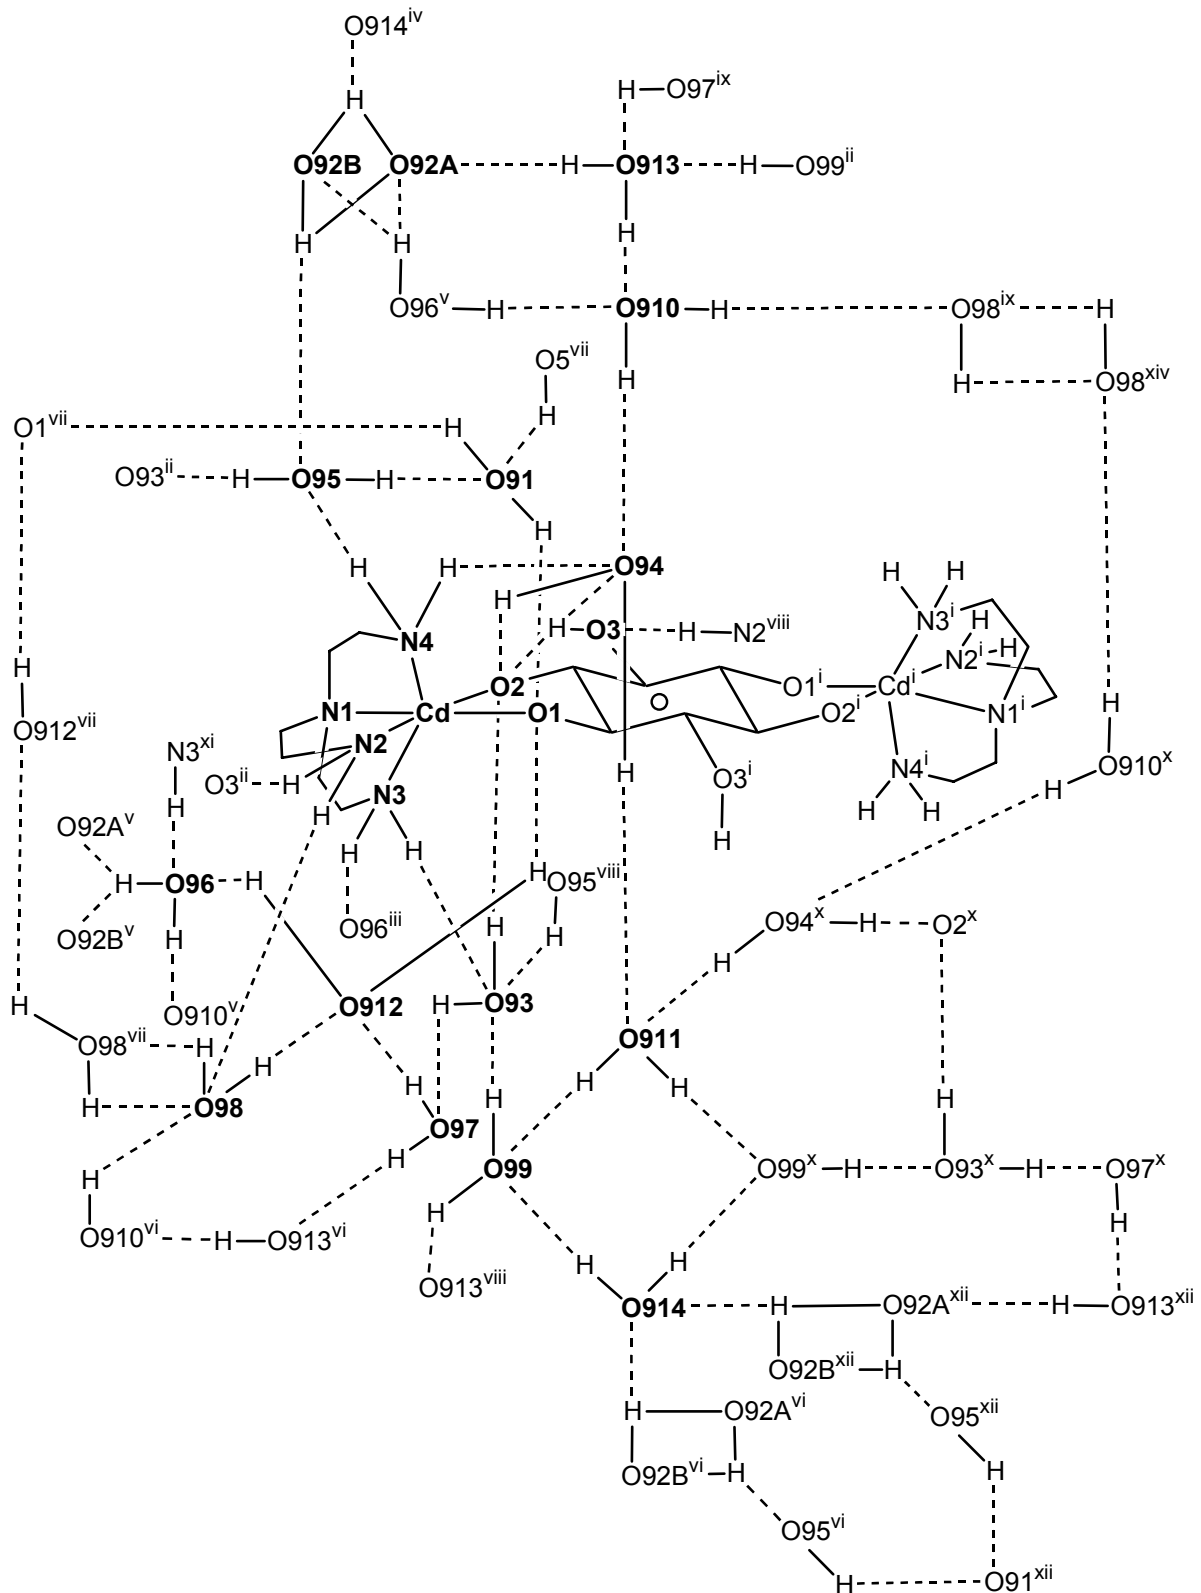 O914iv
H H O97ix
O92B O92A H O913 H O99ii
H H H
O96v H O910 H O98ix H
O5vii H H O98xiv
O1vii H H
O93ii H O95 H O91
H
H H O94 H H
H H O3 H N2viii N3i H
N4 N2i H
H O2 O1i Cdi
N1 Cd O1 O2i N1i H
O912vii N2
N3xi H O910x
O3ii H N3 O3i N4i H
H H H H
O92Av H H H
H O96 H H O95viii
O92Bv H O96iii O94x H O2x
H H H
H O910v O912 H O93
O98vii H H O911
H H H H H
H O98 O97 H
H H O99 O99x H O93x H O97x
H H
O910vi H O913vi H H
O913viii
O914 H O92Axii H O913xii
O92Bxii H
H O92Avi O95xii
O92Bvi H H
O95vi
H O91xii